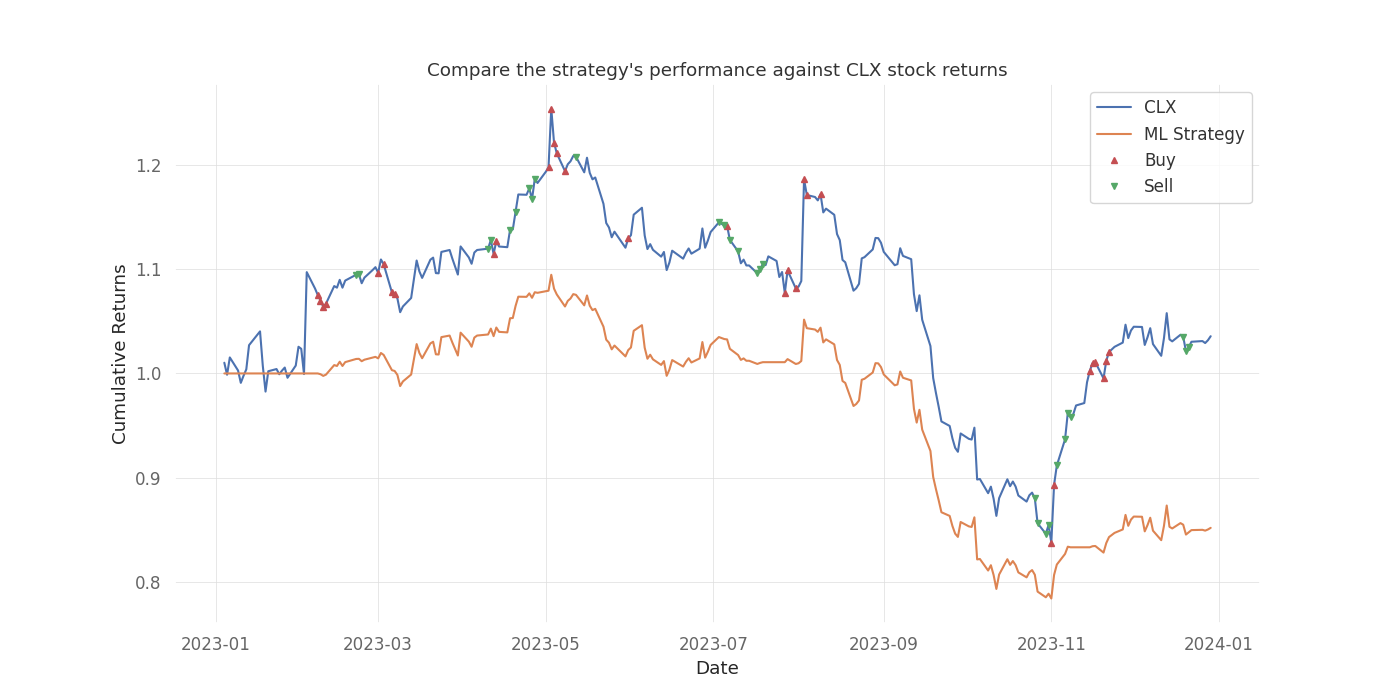 Compare the strategy's performance against CLX stock returns
CLX
ML Strategy
Buy
Sell
Cumulative Returns
1.2
1.1
1.0
0.9
0.8
2023-01
2023-03
2023-05
2023-07
2023-09
2023-11
2024-01
Date